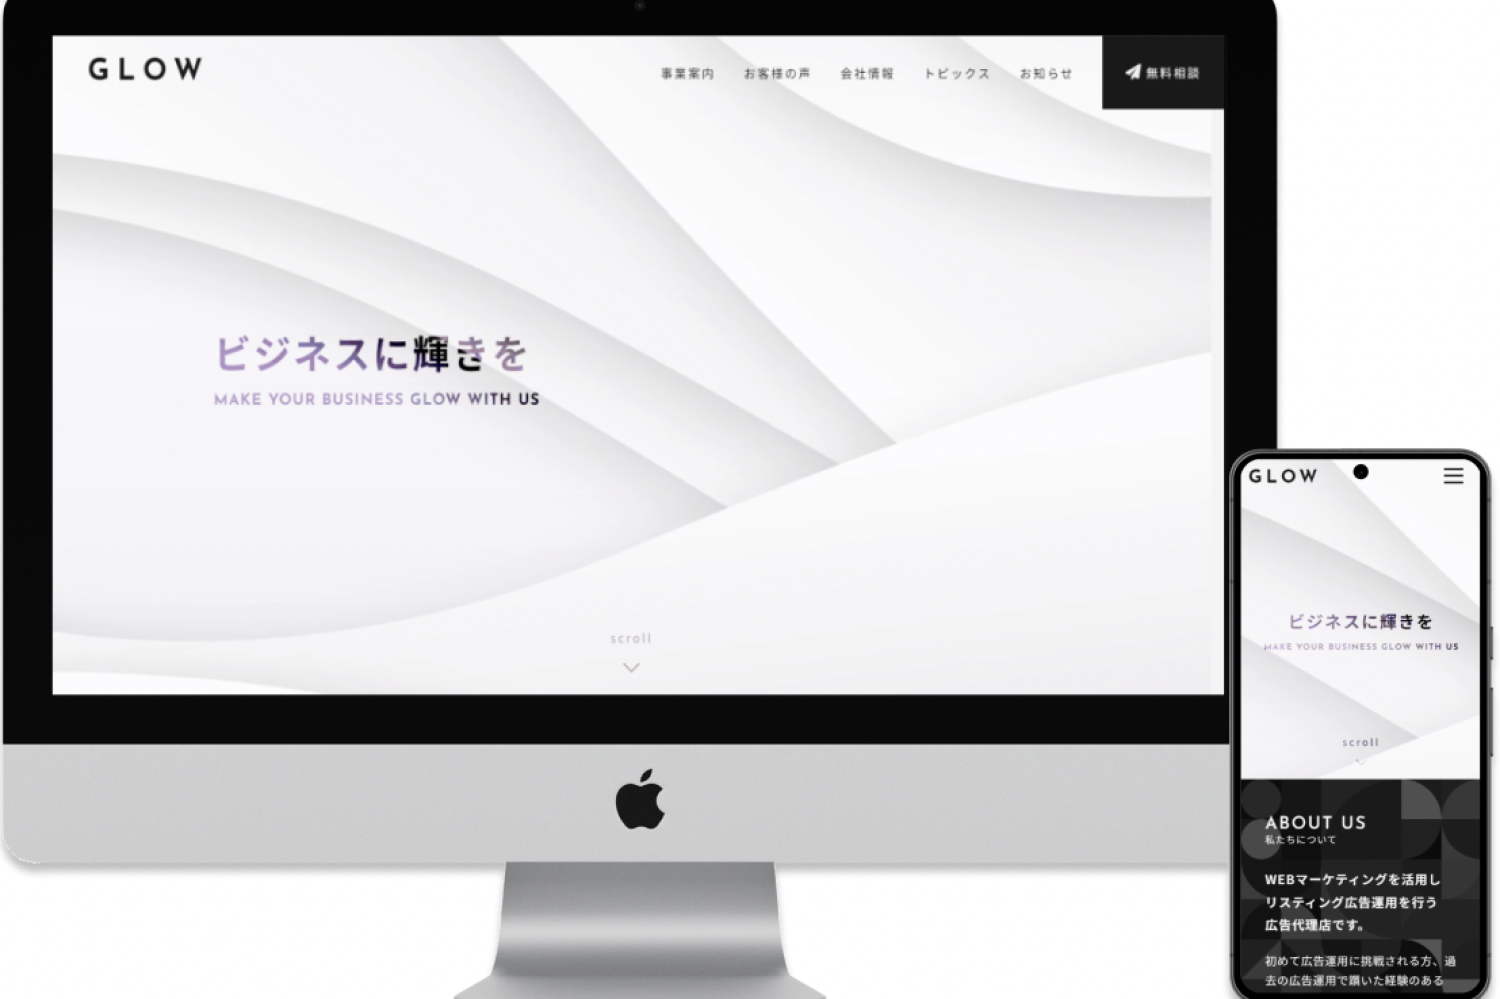 GLOW
事業案内 お客様の声 会社情報 トピックス お知らせ 無料相談
ビジネスに輝きを
MAKE YOUR BUSINESS GLOW WITH US
scroll
GLOW
ビジネスに輝きを
MAKE YOUR BUSINESS GLOW WITH US
scroll
ABOUT US
私たちについて
WEBマーケティングを活用し
リスティング広告運用を行う
広告代理店です。
初めて広告運用に挑戦される方、過
去の広告運用で躓いた経験のある